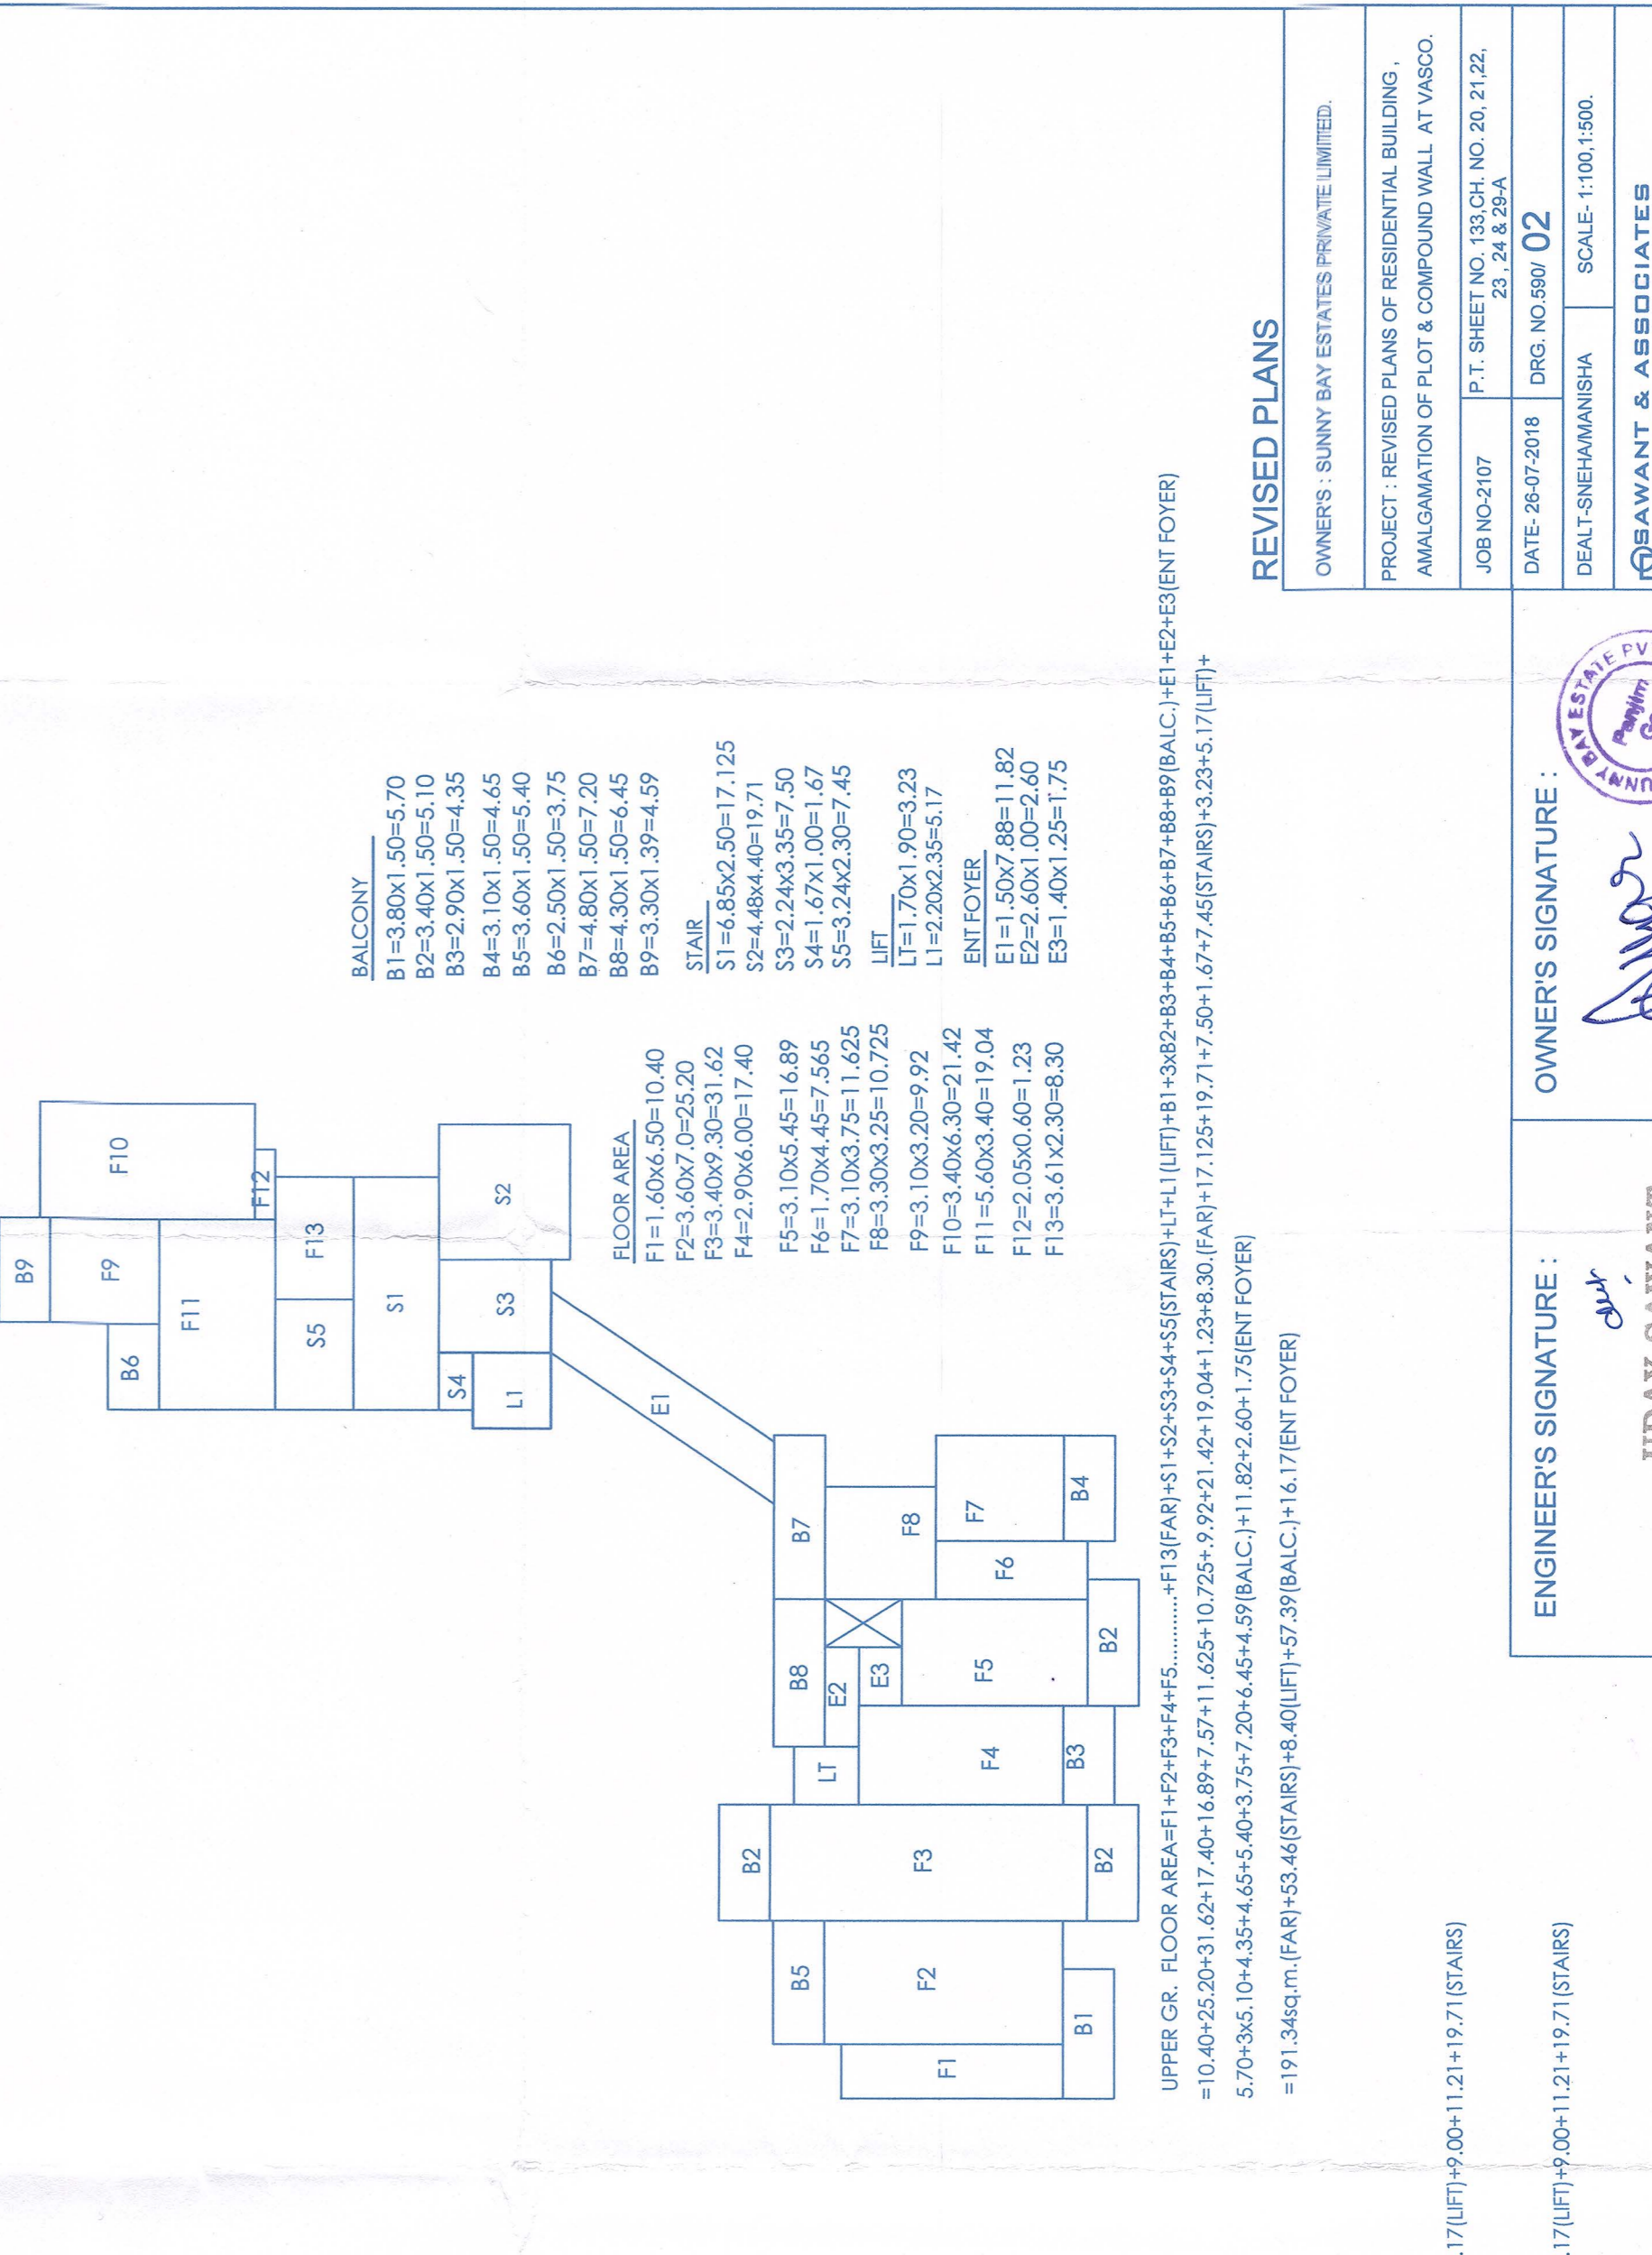 B9
F9
F10
B6
F11
F12
F13
S5
S1
S4
S3
S2
L1
E1
B2
B5
B8
B7
LT
E2
E3
F1
F2
F3
F4
F5
F8
F6
F7
B1
B2
B3
B2
B4
FLOOR AREA
F1=1.60x6.50=10.40
F2=3.60x7.0=25.20
F3=3.40x9.30=31.62
F4=2.90x6.00=17.40
F5=3.10x5.45=16.89
F6=1.70x4.45=7.565
F7=3.10x3.75=11.625
F8=3.30x3.25=10.725
F9=3.10x3.20=9.92
F10=3.40x6.30=21.42
F11=5.60x3.40=19.04
F12=2.05x0.60=1.23
F13=3.61x2.30=8.30
BALCONY
B1=3.80x1.50=5.70
B2=3.40x1.50=5.10
B3=2.90x1.50=4.35
B4=3.10x1.50=4.65
B5=3.60x1.50=5.40
B6=2.50x1.50=3.75
B7=4.80x1.50=7.20
B8=4.30x1.50=6.45
B9=3.30x1.39=4.59
STAIR
S1=6.85x2.50=17.125
S2=4.48x4.40=19.71
S3=2.24x3.35=7.50
S4=1.67x1.00=1.67
S5=3.24x2.30=7.45
LIFT
LT=1.70x1.90=3.23
L1=2.20x2.35=5.17
ENT FOYER
E1=1.50x7.88=11.82
E2=2.60x1.00=2.60
E3=1.40x1.25=1.75
UPPER GR. FLOOR AREA=F1+F2+F3+F4+F5............+F13(FAR)+S1+S2+S3+S4+S5(STAIRS)+LT+L1(LIFT)+B1+3xB2+B3+B4+B5+B6+B7+B8+B9(BALC.)+E1+E2+E3(ENT FOYER)
=10.40+25.20+31.62+17.40+16.89+7.57+11.625+10.725+.9.92+21.42+19.04+1.23+8.30.(FAR)+17.125+19.71+7.50+1.67+7.45(STAIRS)+3.23+5.17(LIFT)+
5.70+3x5.10+4.35+4.65+5.40+3.75+7.20+6.45+4.59(BALC.)+11.82+2.60+1.75(ENT FOYER)
=191.34sq.m.(FAR)+53.46(STAIRS)+8.40(LIFT)+57.39(BALC.)+16.17(ENT FOYER)
.17(LIFT)+9.00+11.21+19.71(STAIRS)
.17(LIFT)+9.00+11.21+19.71(STAIRS)
REVISED PLANS
OWNER'S : SUNNY BAY ESTATES PRIVATE LIMITED.
PROJECT : REVISED PLANS OF RESIDENTIAL BUILDING ,
AMALGAMATION OF PLOT & COMPOUND WALL AT VASCO.
JOB NO-2107
P.T. SHEET NO. 133,CH. NO. 20, 21,22,
23 , 24 & 29-A
DATE- 26-07-2018
DRG. NO.590/ 02
DEALT-SNEHA/MANISHA
SCALE- 1:100,1:500.
SAWANT & ASSOCIATES
ENGINEER'S SIGNATURE :
OWNER'S SIGNATURE :
UNNY BAY ESTATE PV
Panjim